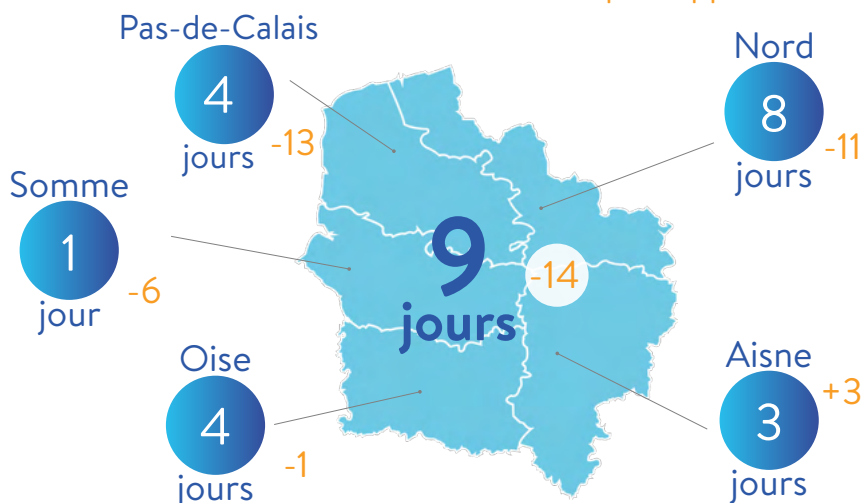 Pas-de-Calais
4
jours
-13
Nord
8
jours
-11
Somme
1
jour
-6
9
jours
-14
Oise
4
jours
-1
Aisne
3
jours
+3